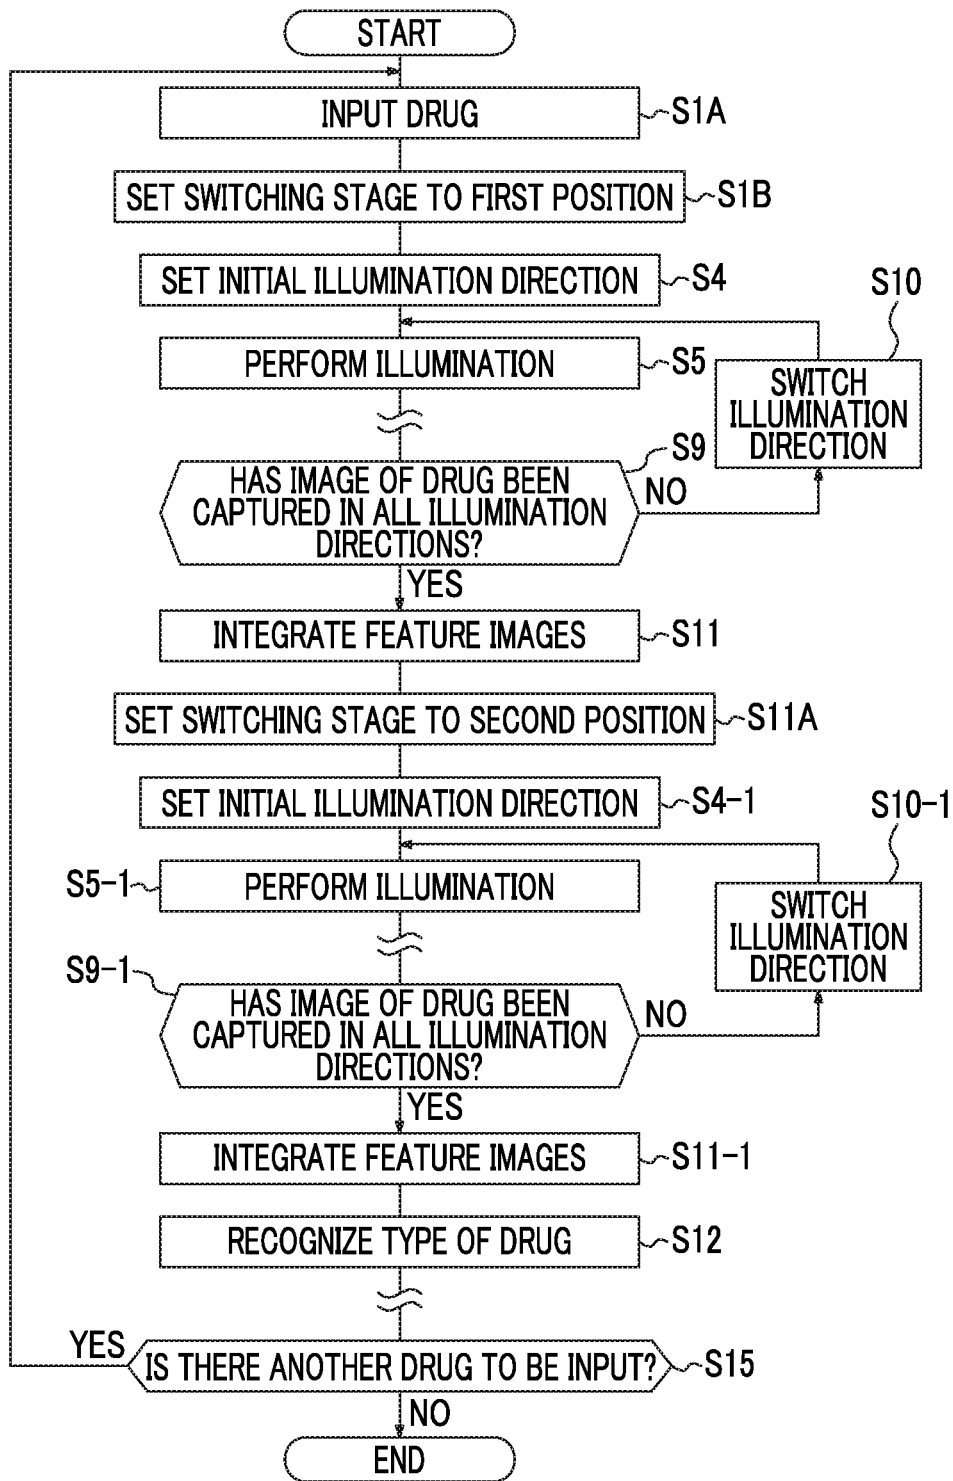 START
INPUT DRUG
S1A
SET SWITCHING STAGE TO FIRST POSITION
S1B
SET INITIAL ILLUMINATION DIRECTION
S4
S10
PERFORM ILLUMINATION
S5
SWITCH
ILLUMINATION
DIRECTION
S9
HAS IMAGE OF DRUG BEEN
CAPTURED IN ALL ILLUMINATION
DIRECTIONS?
NO
YES
INTEGRATE FEATURE IMAGES
S11
SET SWITCHING STAGE TO SECOND POSITION
S11A
SET INITIAL ILLUMINATION DIRECTION
S4-1
S10-1
S5-1
PERFORM ILLUMINATION
SWITCH
ILLUMINATION
DIRECTION
S9-1
HAS IMAGE OF DRUG BEEN
CAPTURED IN ALL ILLUMINATION
DIRECTIONS?
NO
YES
INTEGRATE FEATURE IMAGES
S11-1
RECOGNIZE TYPE OF DRUG
S12
YES
IS THERE ANOTHER DRUG TO BE INPUT?
S15
NO
END